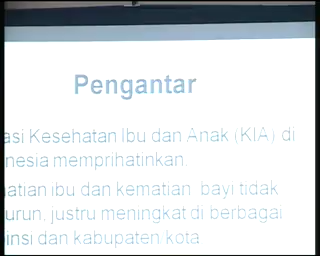 Pengantar
asi Kesehatan Ibu dan Anak (KIA) di
nesia memprihatinkan.
atian ibu dan kematian bayi tidak
urun, justru meningkat di berbagai
insi dan kabupaten kota